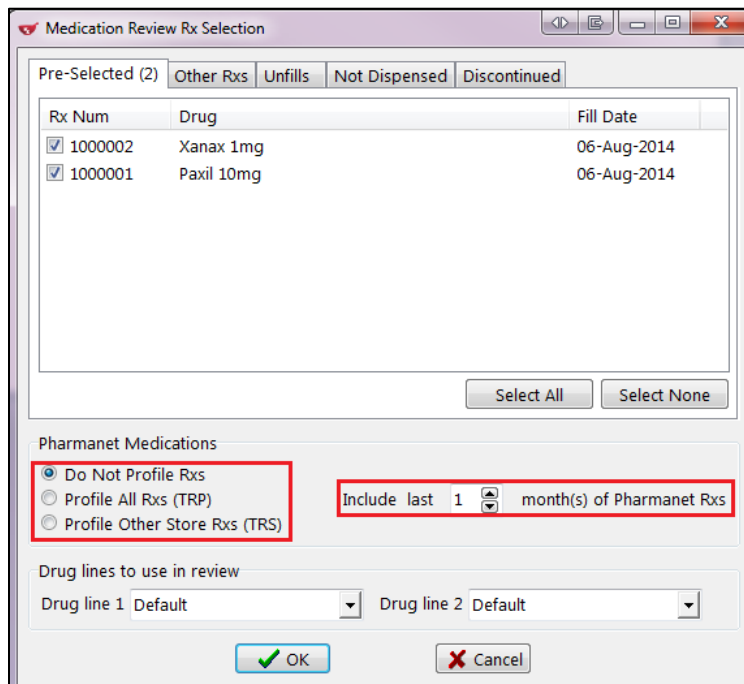 Medication Review Rx Selection
Pre-Selected (2) Other Rxs Unfills Not Dispensed Discontinued
Rx Num Drug Fill Date
1000002 Xanax 1mg 06-Aug-2014
1000001 Paxil 10mg 06-Aug-2014
Select All Select None
Pharmanet Medications
Do Not Profile Rxs
Profile All Rxs (TRP)
Include last 1 month(s) of Pharmanet Rxs
Profile Other Store Rxs (TRS)
Drug lines to use in review
Drug line 1 Default Drug line 2 Default
OK Cancel